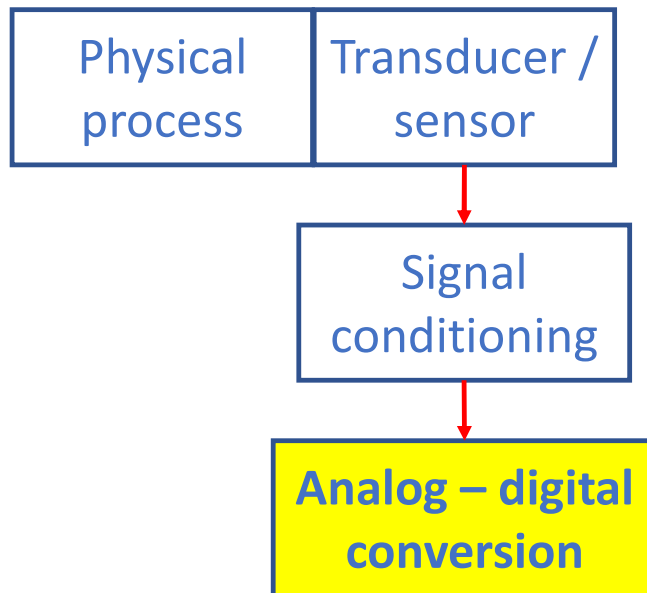 Physical
process
Transducer /
sensor
Signal
conditioning
Analog – digital
conversion